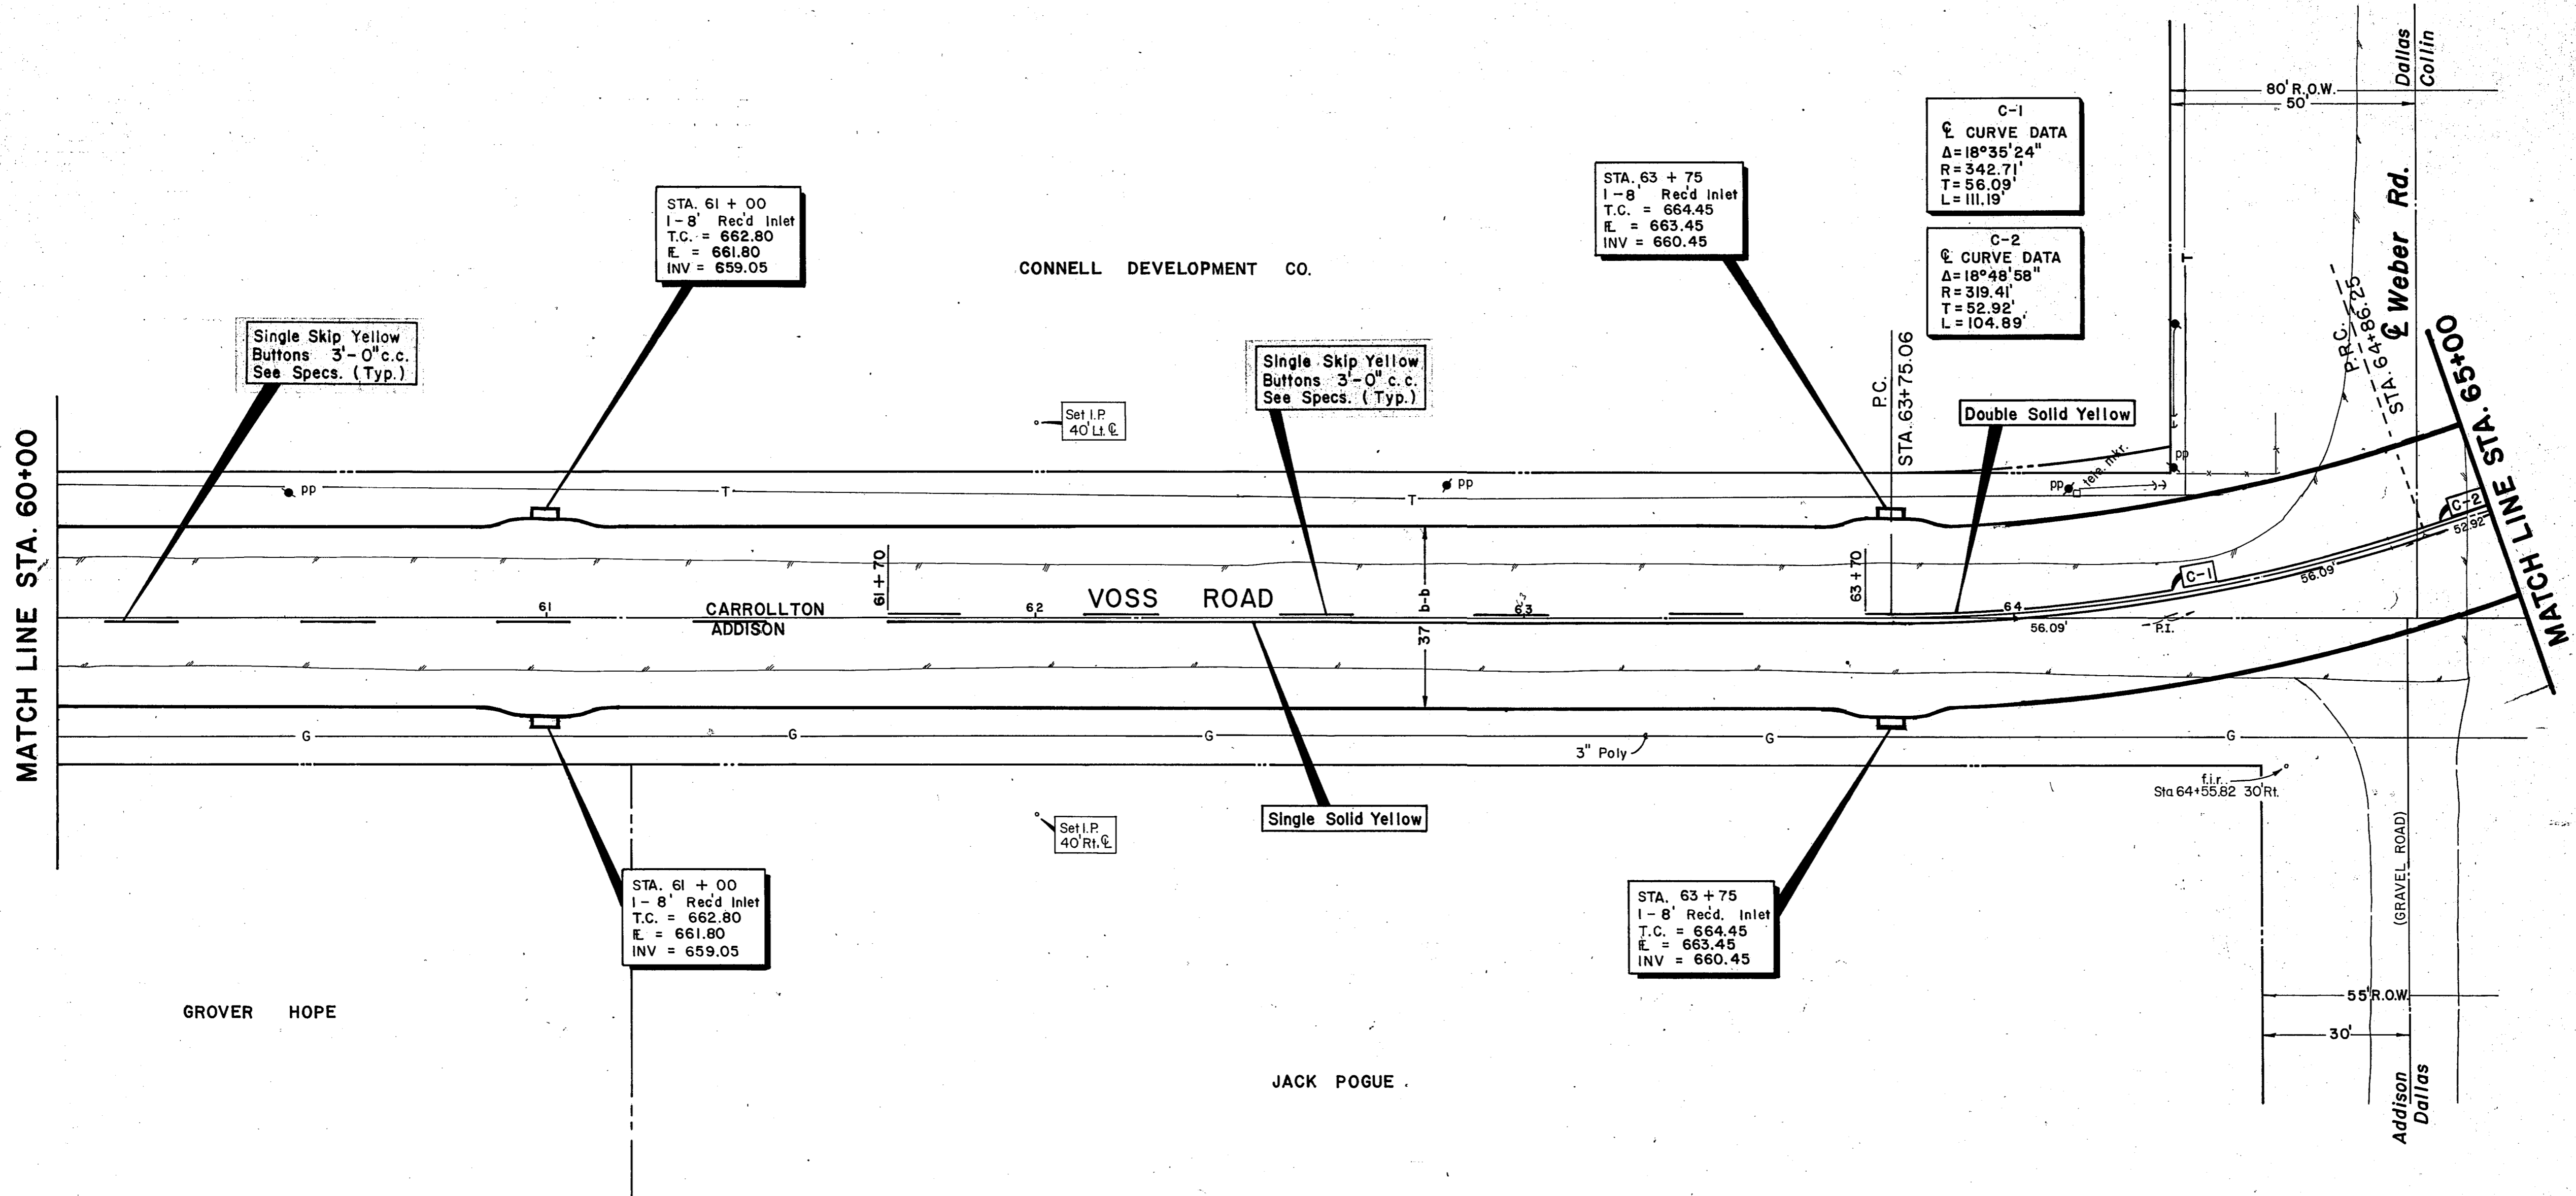 Dallas
Collin
80' R.O.W.
50'
C-1
℄ CURVE DATA
Δ=18°35'24"
R=342.71'
T=56.09'
L=111.19'
C-2
℄ CURVE DATA
Δ=18°48'58"
R=319.41'
T=52.92'
L=104.89'
STA. 63 + 75
1-8' Rec'd Inlet
T.C. = 664.45
FL = 663.45
INV = 660.45
STA. 61 + 00
1-8' Rec'd Inlet
T.C. = 662.80
FL = 661.80
INV = 659.05
CONNELL DEVELOPMENT CO.
℄ Weber Rd.
T
P.R.C.
STA. 64+86.25
Single Skip Yellow
Buttons 3'-0" c.c.
See Specs. (Typ.)
Single Skip Yellow
Buttons 3'-0" c.c.
See Specs. (Typ.)
P.C.
STA. 63+75.06
Double Solid Yellow
Set I.P.
40' Lt. ℄
MATCH LINE STA. 60+00
MATCH LINE STA. 65+00
pp
T
pp
T
pp
tele. mkr.
pp
C-2
52.92'
61+70
63+70
C-1
56.09'
61
CARROLLTON
ADDISON
62
VOSS ROAD
63
64
56.09'
P.I.
37' b-b
G
G
G
3" Poly
G
G
f.i.r.
Sta 64+55.82 30' Rt.
Set I.P.
40' Rt. ℄
Single Solid Yellow
(GRAVEL ROAD)
STA. 61 + 00
1-8' Rec'd Inlet
T.C. = 662.80
FL = 661.80
INV = 659.05
STA. 63 + 75
1-8' Rec'd. Inlet
T.C. = 664.45
FL = 663.45
INV = 660.45
55' R.O.W.
30'
GROVER HOPE
JACK POGUE
Addison
Dallas